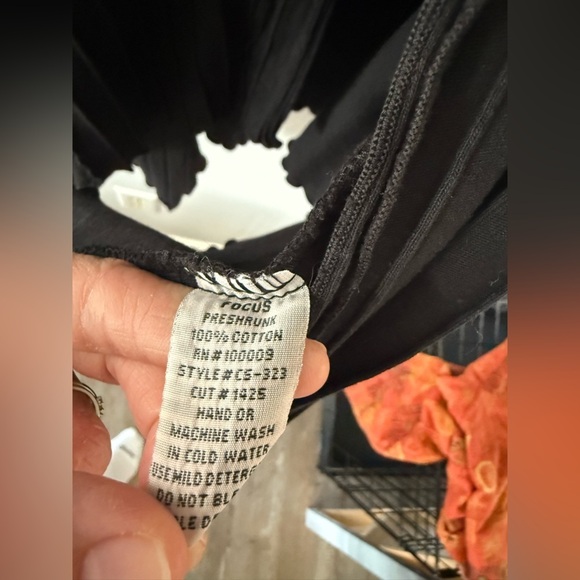 FOCUS
PRESHRUNK
100% COTTON
RN#100009
STYLE#CS-323
CUT#1425
HAND OR
MACHINE WASH
IN COLD WATER
USE MILD
DO NOT